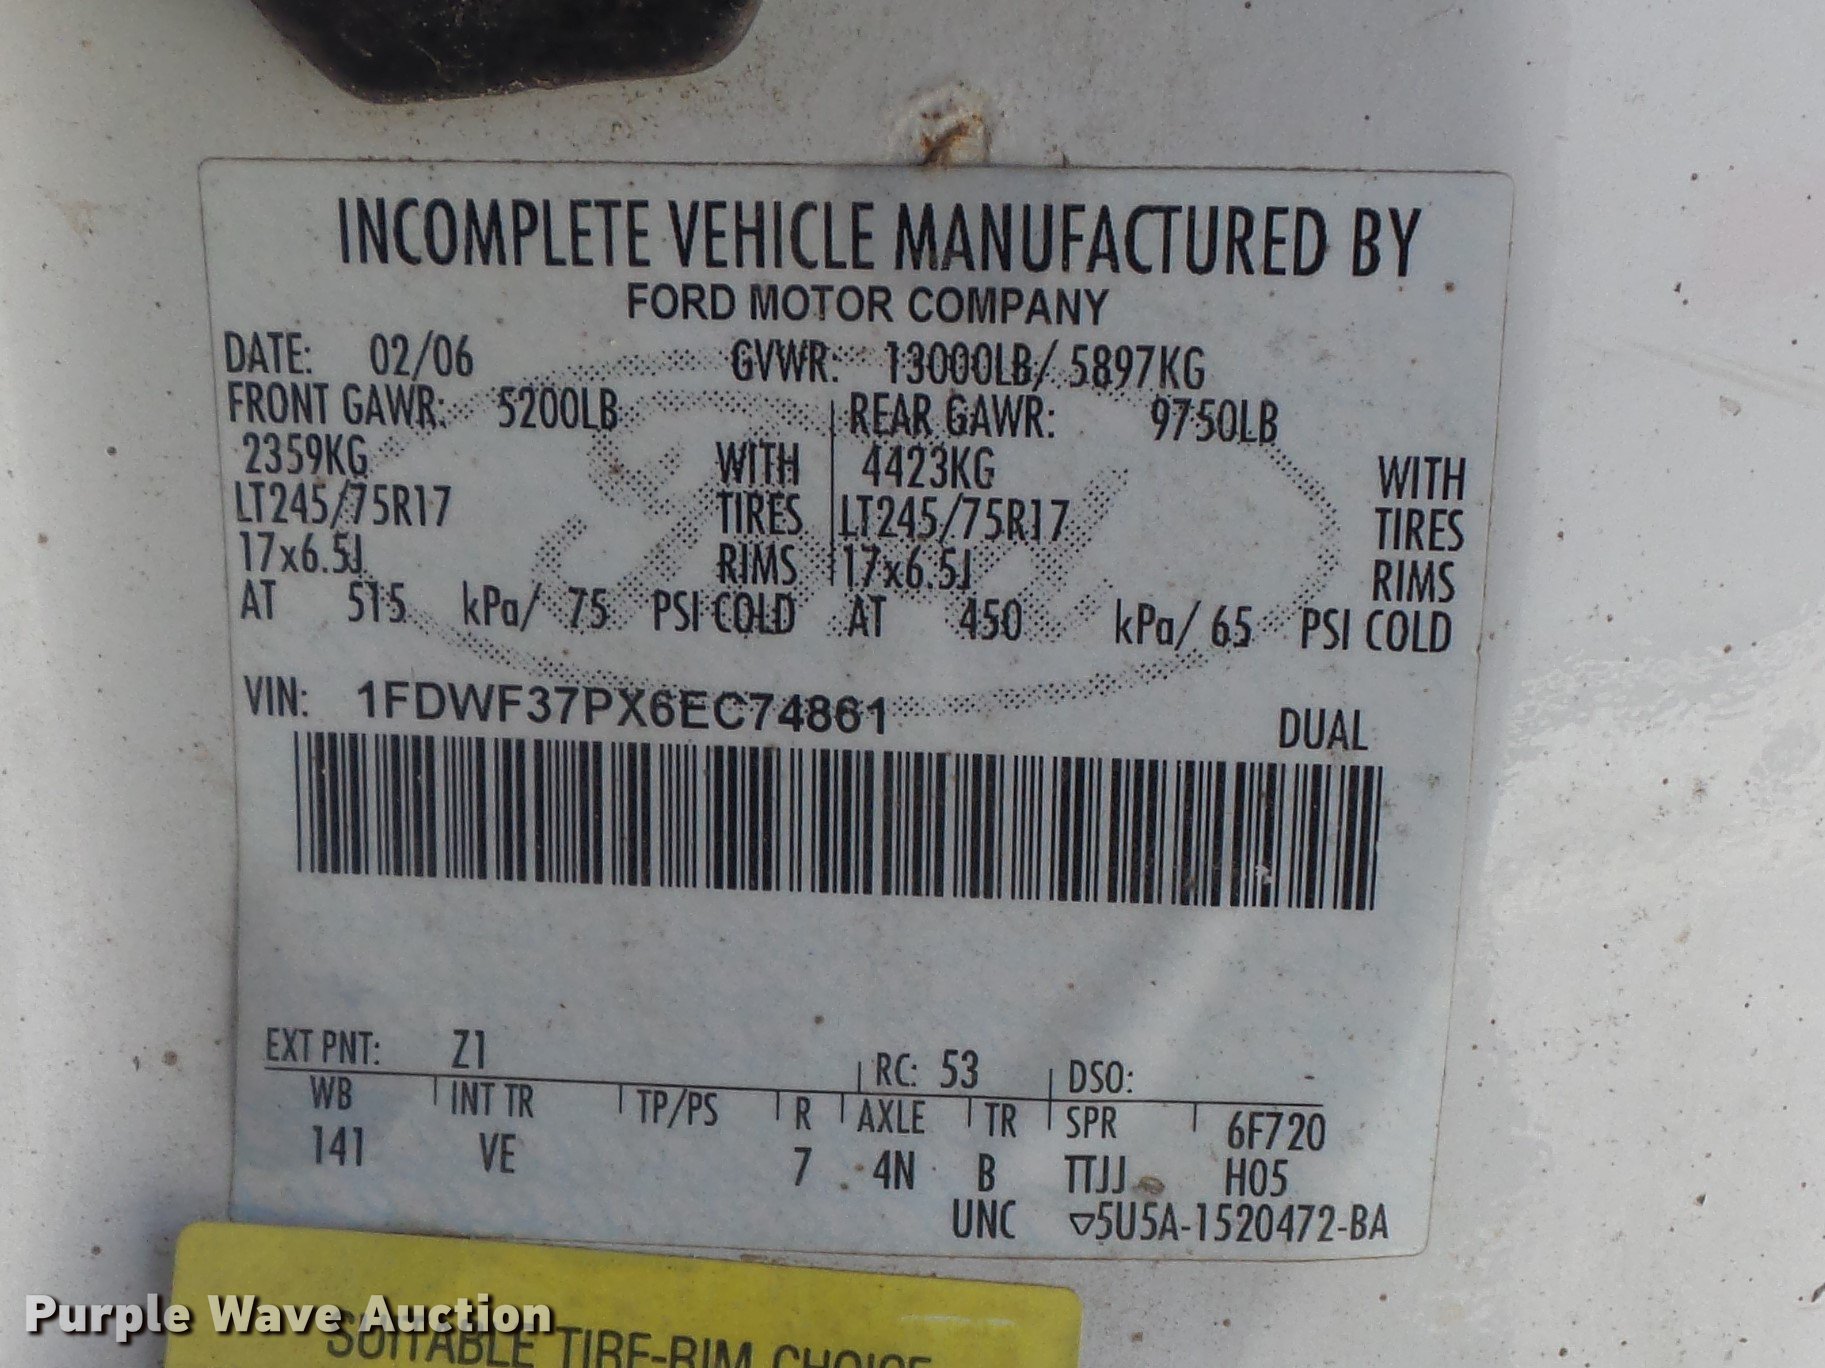 INCOMPLETE VEHICLE MANUFACTURED BY
FORD MOTOR COMPANY
DATE: 02/06 GVWR: 13000LB/ 5897KG
FRONT GAWR: 5200LB REAR GAWR: 9750LB
2359KG WITH 4423KG WITH
LT245/75R17 TIRES LT245/75R17 TIRES
17x6.5J RIMS 17x6.5J RIMS
AT 515 kPa/ 75 PSI COLD AT 450 kPa/ 65 PSI COLD
VIN: 1FDWF37PX6EC74861 DUAL
EXT PNT: Z1 RC: 53 DSO: -
WB INT TR TP/PS R AXLE TR SPR 6F720
141 VE 7 4N B TTJJ H05
UNC ▽5U5A-1520472-BA
Purple Wave Auction
SUITABLE TIRE-RIM CHOICE